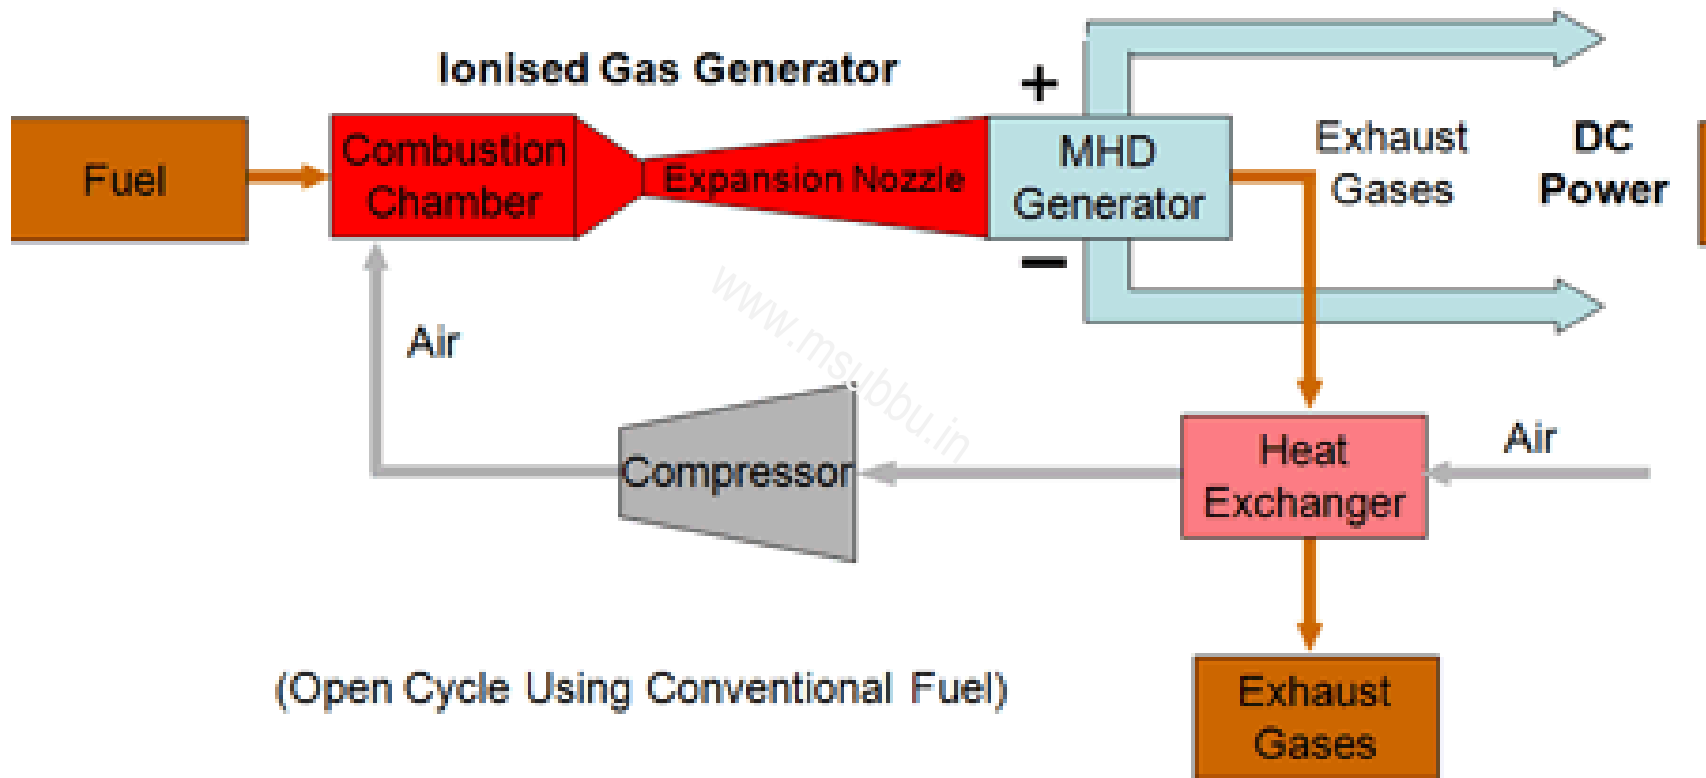 Ionised Gas Generator
+
Fuel
Combustion
Chamber
Expansion Nozzle
MHD
Generator
Exhaust
Gases
DC
Power
−
Air
www.msubbu.in
Compressor
Heat
Exchanger
Air
(Open Cycle Using Conventional Fuel)
Exhaust
Gases